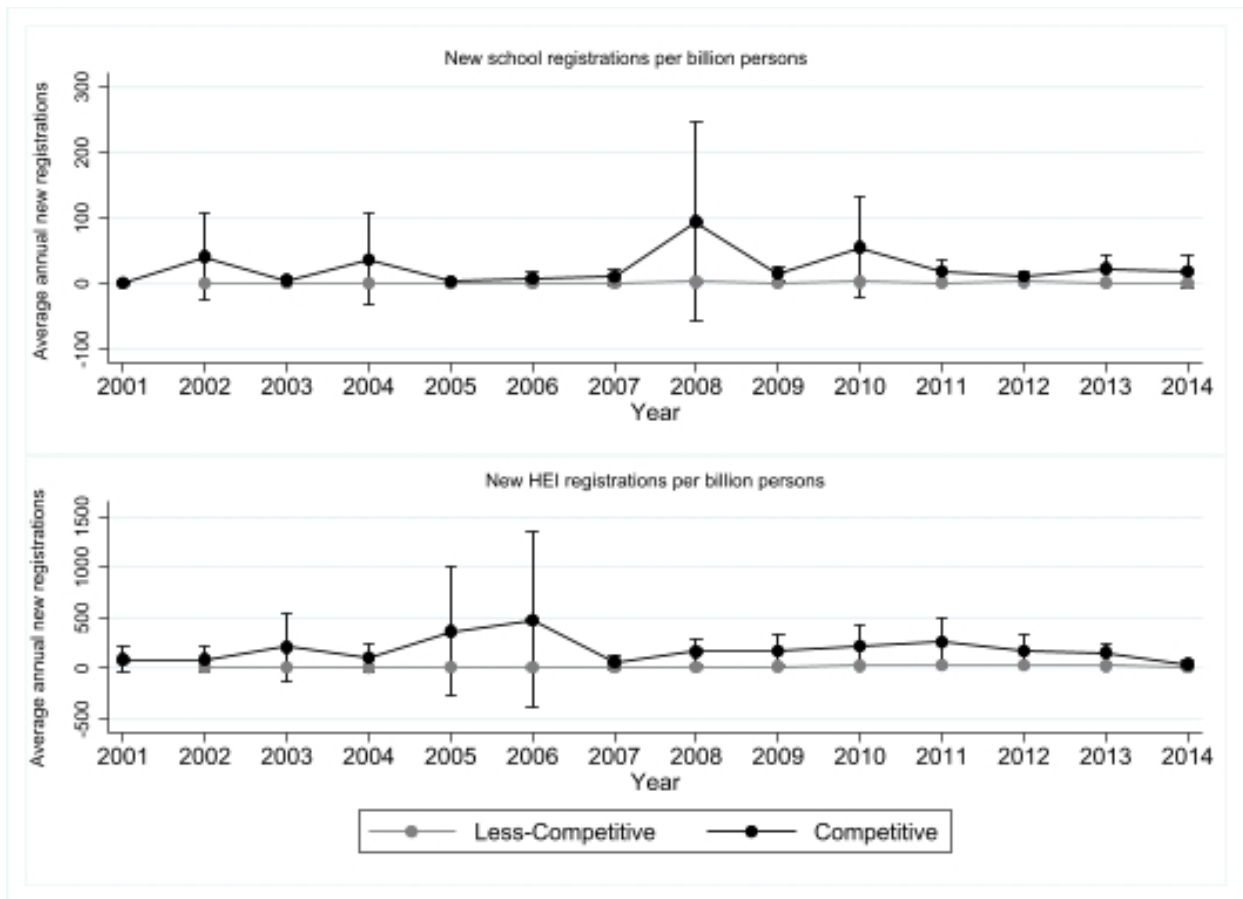 New school registrations per billion persons
Average annual new registrations
300
200
100
0
-100
2001 2002 2003 2004 2005 2006 2007 2008 2009 2010 2011 2012 2013 2014
Year
New HEI registrations per billion persons
Average annual new registrations
1500
1000
500
0
-500
2001 2002 2003 2004 2005 2006 2007 2008 2009 2010 2011 2012 2013 2014
Year
Less-Competitive Competitive